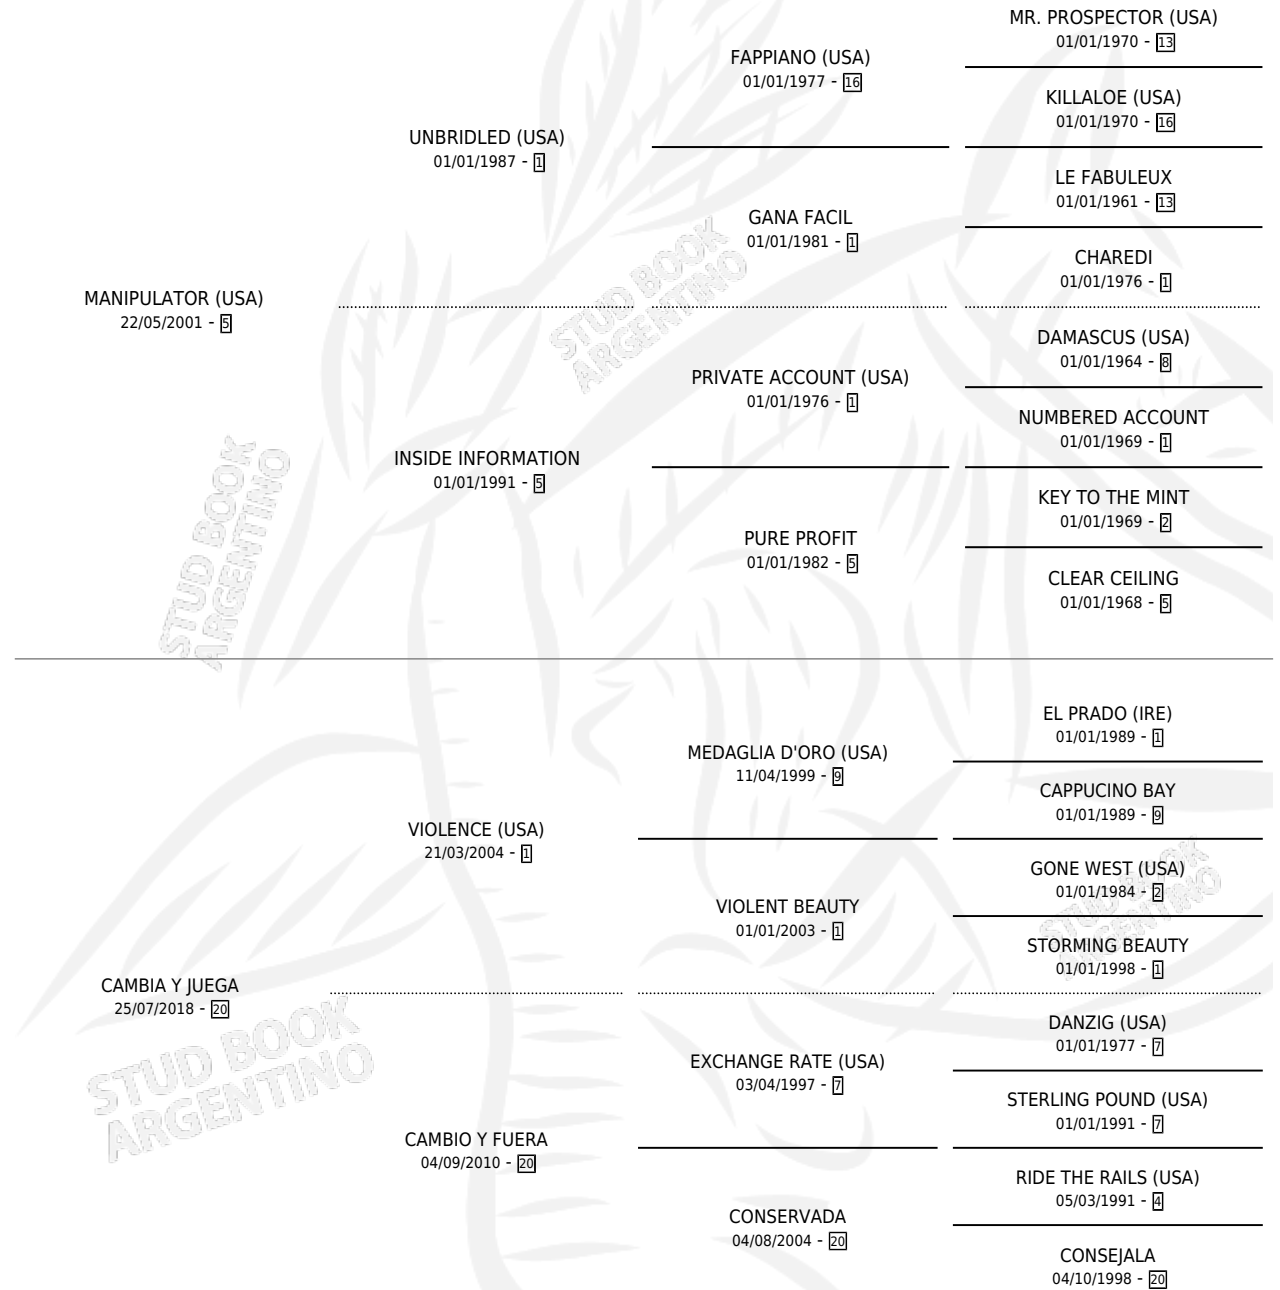 MR. PROSPECTOR (USA)
01/01/1970 - 13
FAPPIANO (USA)
01/01/1977 - 16
KILLALOE (USA)
01/01/1970 - 16
UNBRIDLED (USA)
01/01/1987 - 1
LE FABULEUX
01/01/1961 - 13
GANA FACIL
01/01/1981 - 1
CHAREDI
01/01/1976 - 1
MANIPULATOR (USA)
22/05/2001 - 5
DAMASCUS (USA)
01/01/1964 - 8
PRIVATE ACCOUNT (USA)
01/01/1976 - 1
NUMBERED ACCOUNT
01/01/1969 - 1
INSIDE INFORMATION
01/01/1991 - 5
KEY TO THE MINT
01/01/1969 - 2
PURE PROFIT
01/01/1982 - 5
CLEAR CEILING
01/01/1968 - 5
EL PRADO (IRE)
01/01/1989 - 1
MEDAGLIA D'ORO (USA)
11/04/1999 - 9
CAPPUCINO BAY
01/01/1989 - 9
VIOLENCE (USA)
21/03/2004 - 1
GONE WEST (USA)
01/01/1984 - 2
VIOLENT BEAUTY
01/01/2003 - 1
STORMING BEAUTY
01/01/1998 - 1
CAMBIA Y JUEGA
25/07/2018 - 20
DANZIG (USA)
01/01/1977 - 7
EXCHANGE RATE (USA)
03/04/1997 - 7
STERLING POUND (USA)
01/01/1991 - 7
CAMBIO Y FUERA
04/09/2010 - 20
RIDE THE RAILS (USA)
05/03/1991 - 4
CONSERVADA
04/08/2004 - 20
CONSEJALA
04/10/1998 - 20
STUD BOOK
ARGENTINO
STUD BOOK
ARGENTINO
STUD BOOK
ARGENTINO
STUD BOOK
ARGENTINO